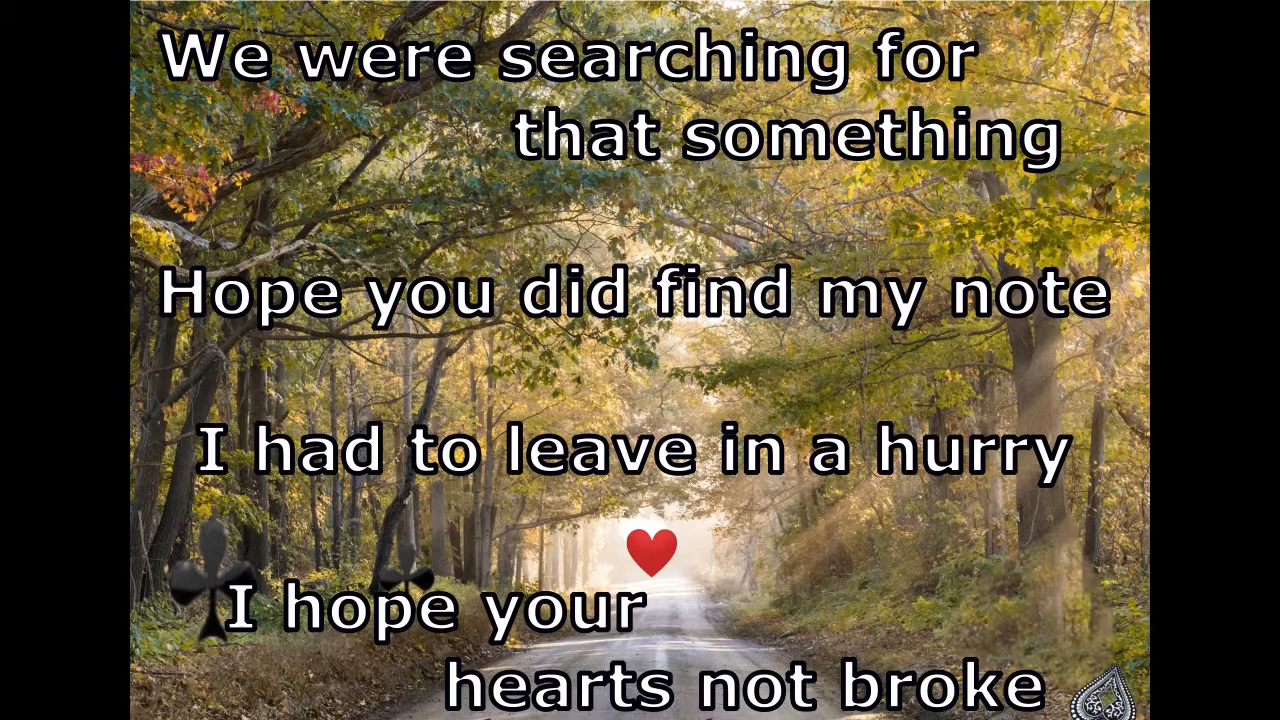 We were searching for
that something
Hope you did find my note
I had to leave in a hurry
I hope your
hearts not broke